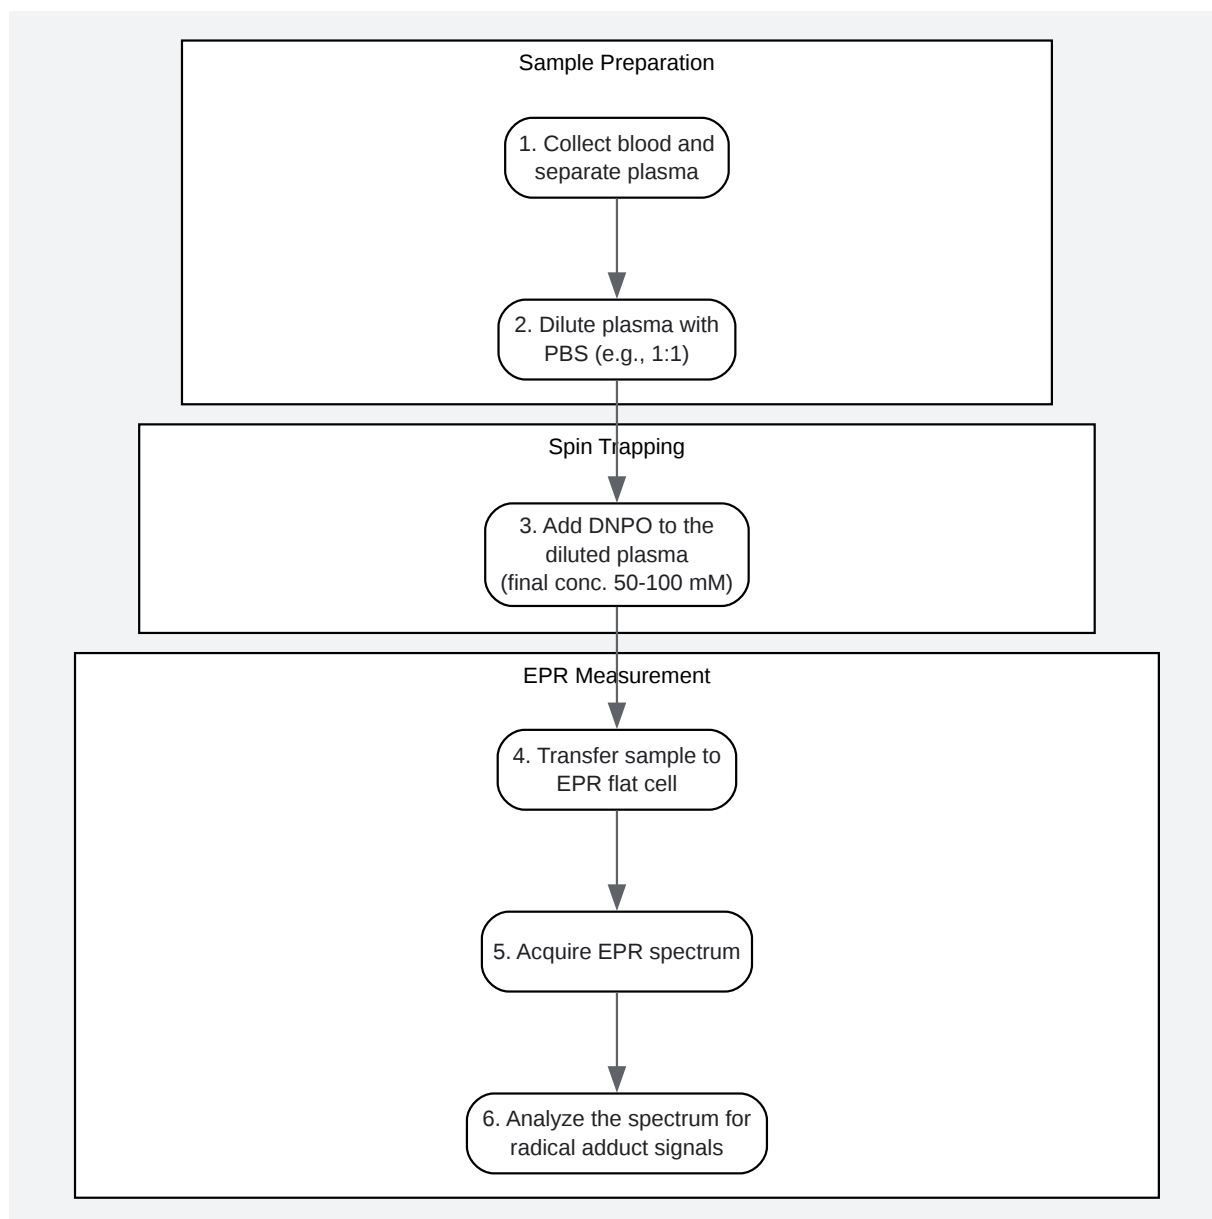 Sample Preparation
1. Collect blood and
separate plasma
2. Dilute plasma with
PBS (e.g., 1:1)
Spin Trapping
3. Add DNPO to the
diluted plasma
(final conc. 50-100 mM)
EPR Measurement
4. Transfer sample to
EPR flat cell
5. Acquire EPR spectrum
6. Analyze the spectrum for
radical adduct signals